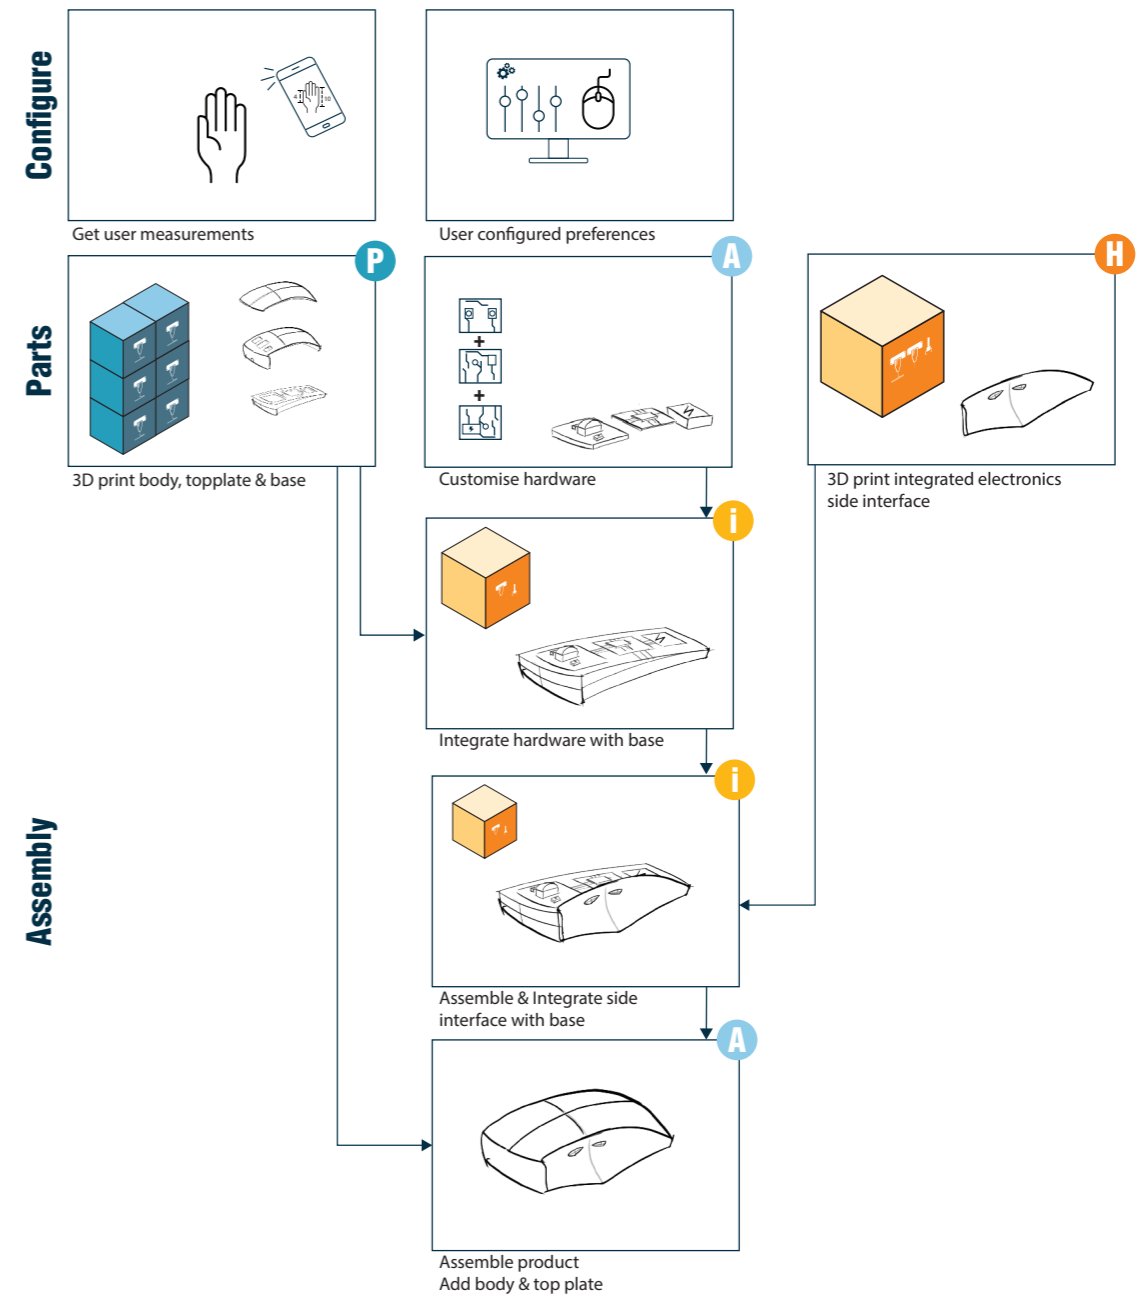 Configure
4
10
Get user measurements
User configured preferences
Parts
P
A
H
+
+
3D print body, topplate & base
Customise hardware
3D print integrated electronics
side interface
i
Integrate hardware with base
Assembly
i
Assemble & Integrate side
interface with base
A
Assemble product
Add body & top plate